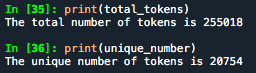 In [35]: print(total_tokens)
The total number of tokens is 255018
In [36]: print(unique_number)
The unique number of tokens is 20754